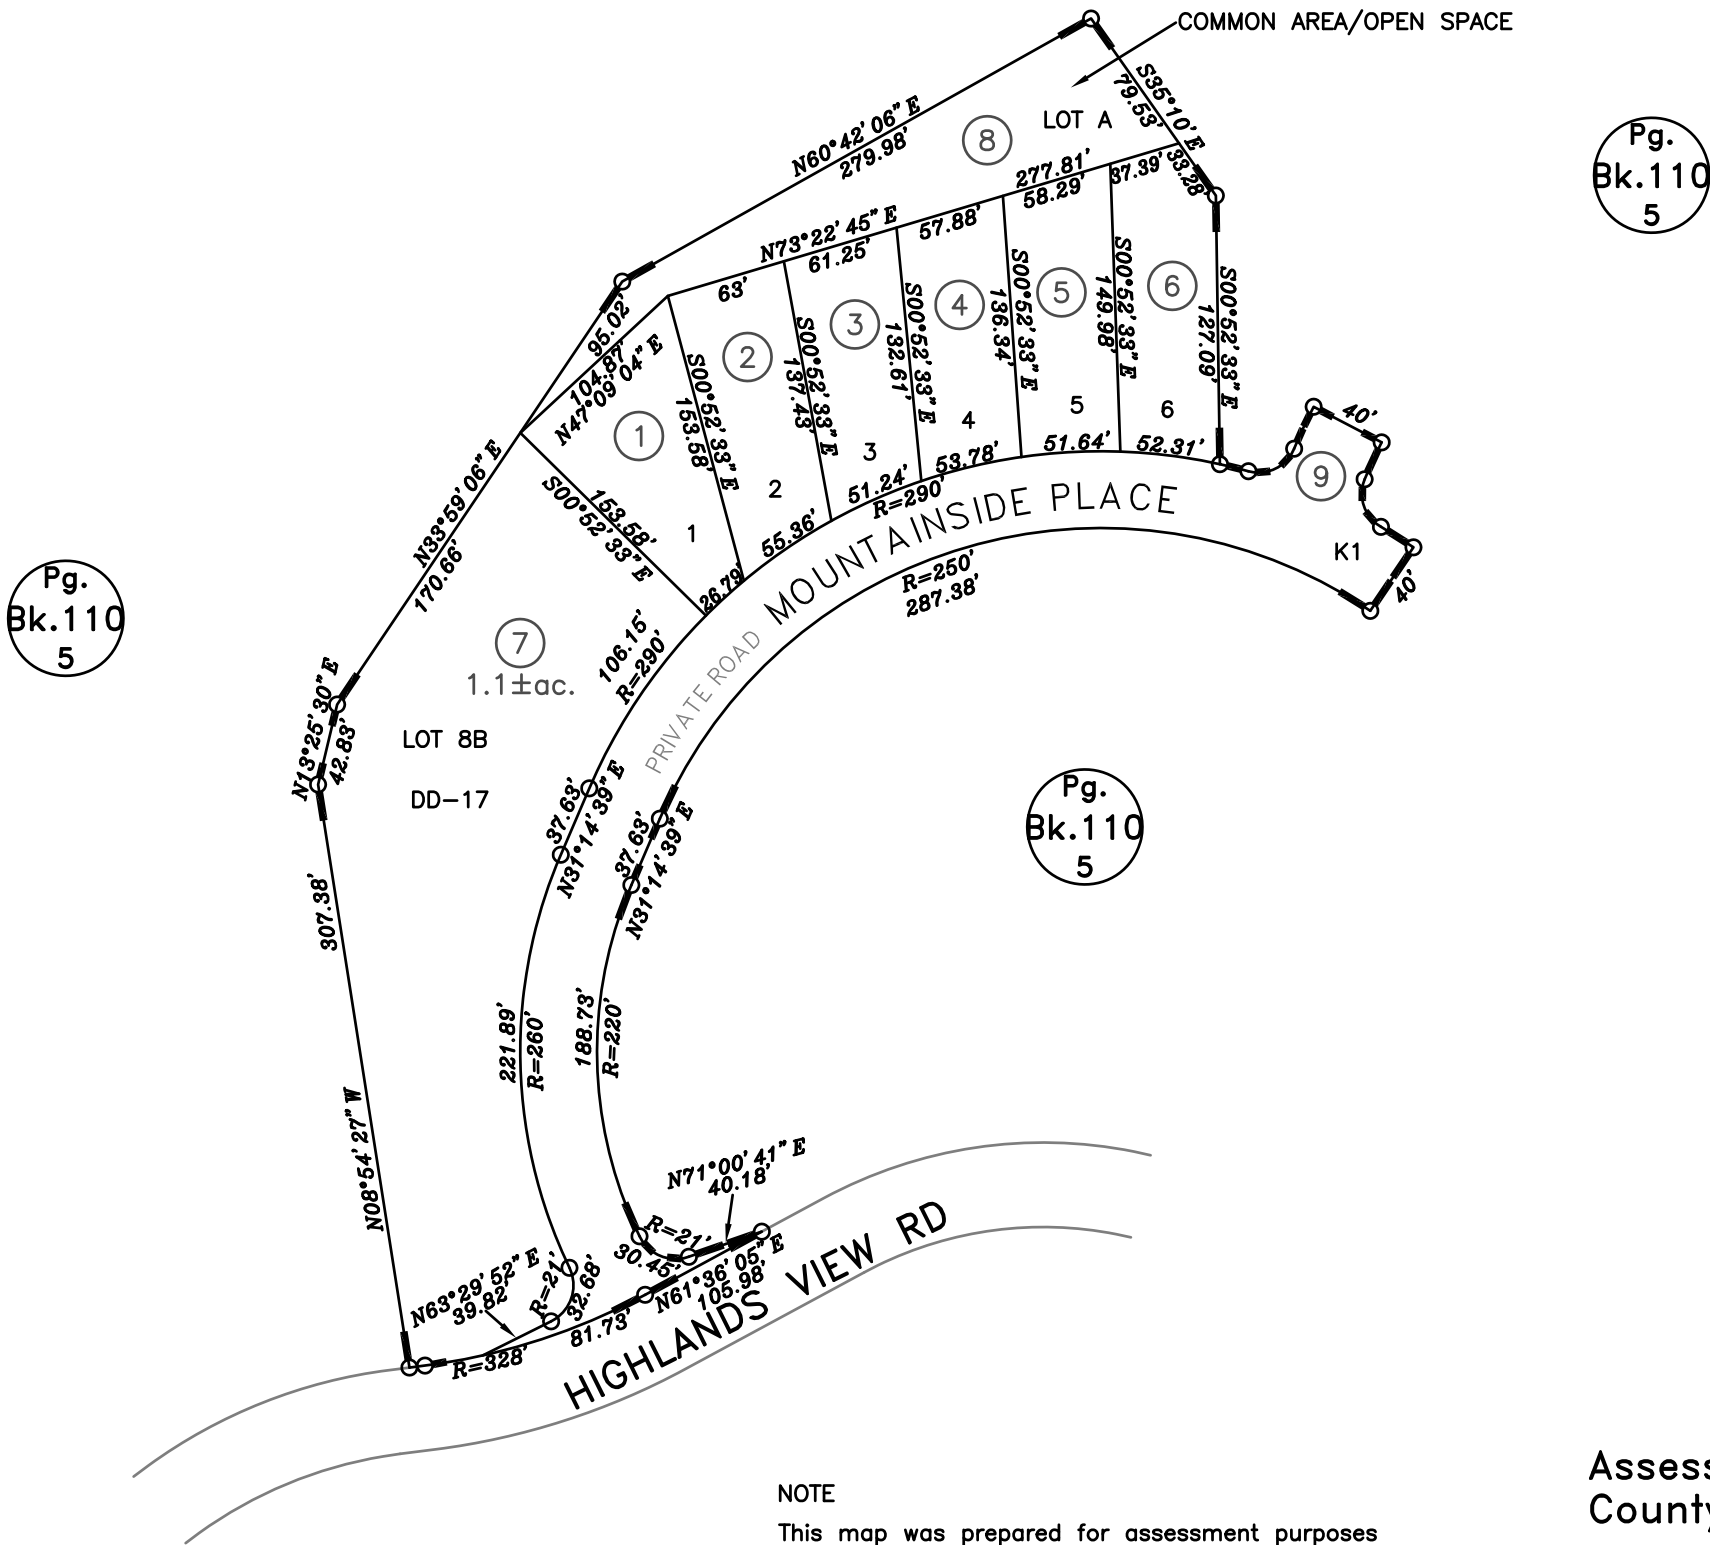 COMMON AREA/OPEN SPACE
S35°10' E
79.53'
LOT A
8
N60°42'06" E
279.98'
277.81'
37.39'
33.28'
58.29'
57.88'
N73°22'45" E
61.25'
63'
Pg.
Bk.110
5
95.02'
104.87'
N47°09'04" E
1
S00°52'33" E
153.58'
2
S00°52'33" E
137.43'
3
S00°52'33" E
132.61'
4
S00°52'33" E
136.34'
5
S00°52'33" E
149.98'
6
S00°52'33" E
127.09'
1
2
3
4
5
6
26.79'
55.36'
51.24'
53.78'
51.64'
52.31'
R=290'
MOUNTAINSIDE PLACE
40'
9
K1
40'
N33°59'06" E
170.66'
153.58'
S00°52'33" E
R=250'
287.38'
PRIVATE ROAD
Pg.
Bk.110
5
7
1.1±ac.
106.15'
R=290'
N13°25'30" E
42.83'
LOT 8B
DD-17
37.63'
N31°14'39" E
37.63'
N31°14'39" E
Pg.
Bk.110
5
307.38'
N08°54'27" W
221.89'
R=260'
188.73'
R=220'
N71°00'41" E
40.18'
R=21'
30.45'
N61°36'05" E
105.98'
N63°29'52" E
39.82'
R=21'
32.68'
81.73'
R=328'
HIGHLANDS VIEW RD
Assess
County
NOTE
This map was prepared for assessment purposes